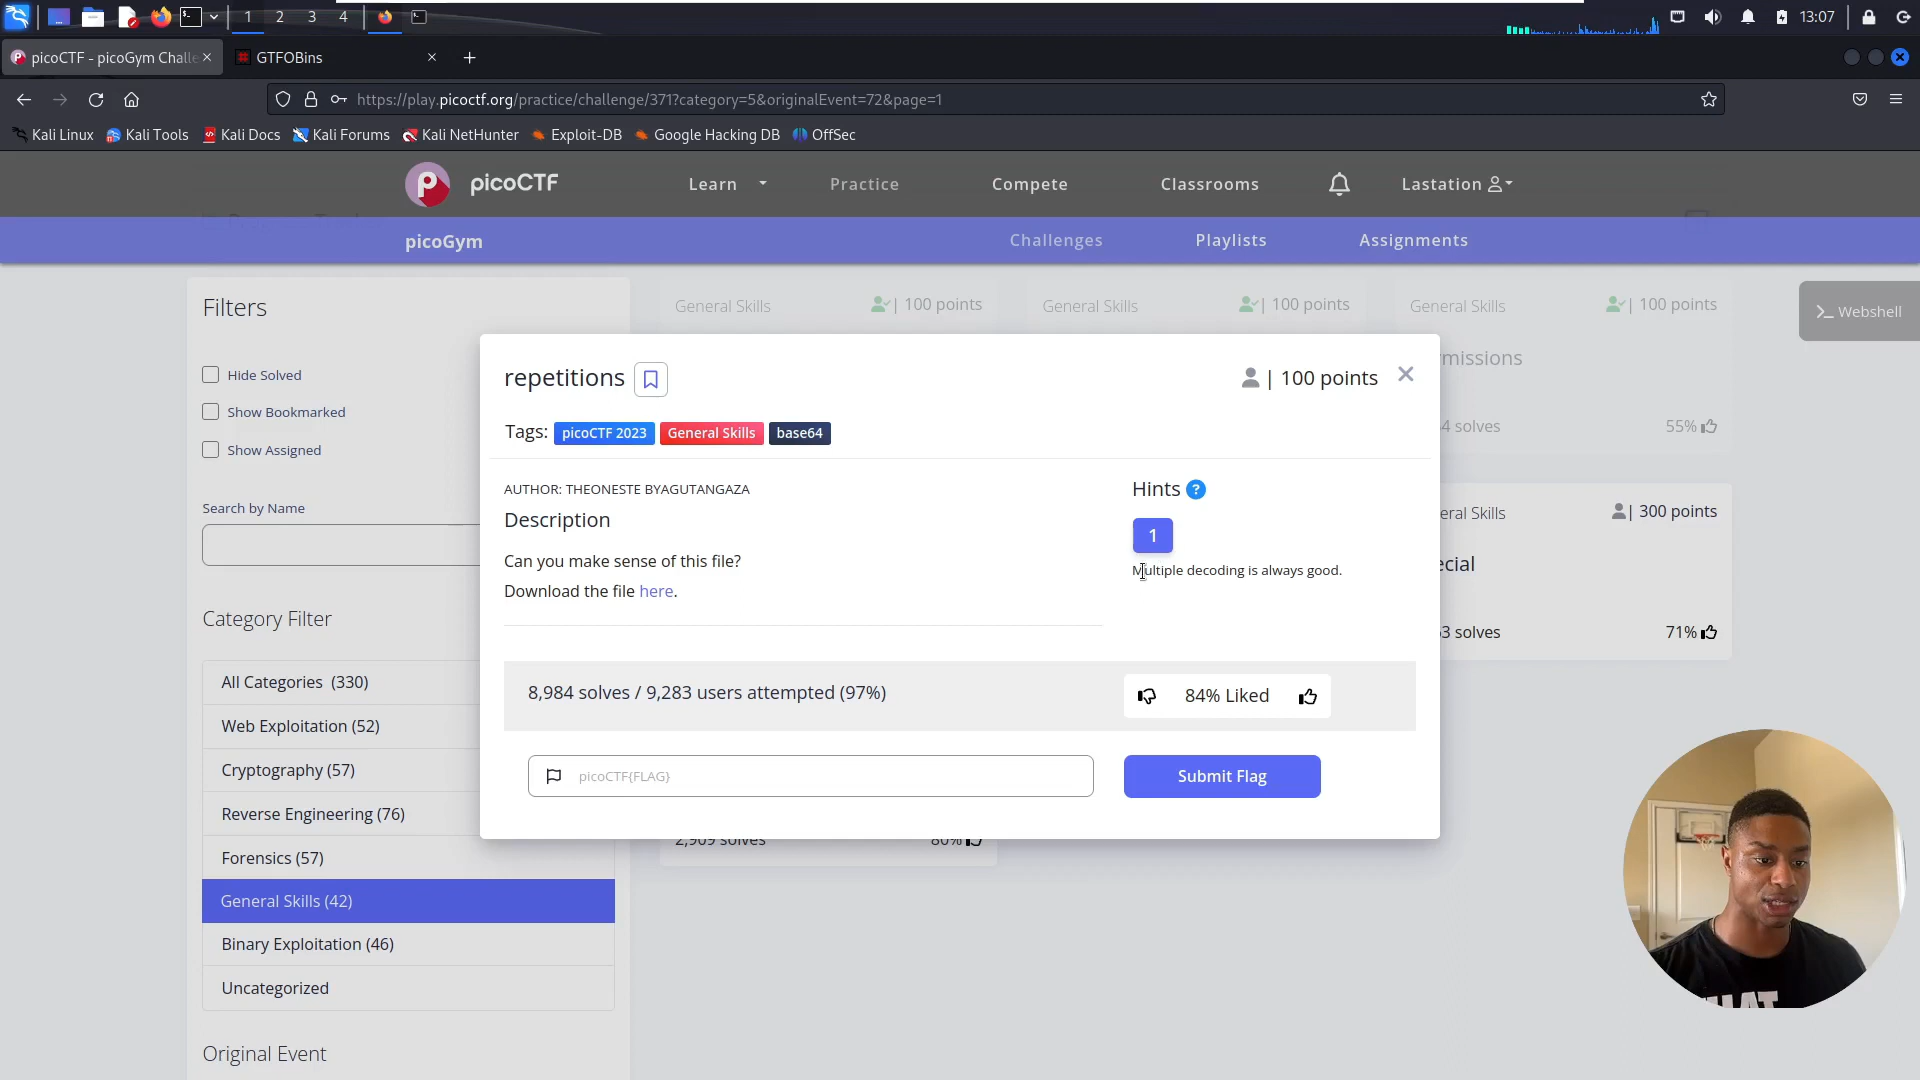 1 2 3 4 13:07
picoCTF - picoGym Challe GTFOBins
https://play.picoctf.org/practice/challenge/371?category=5&originalEvent=72&page=1
Kali Linux Kali Tools Kali Docs Kali Forums Kali NetHunter Exploit-DB Google Hacking DB OffSec
picoCTF Learn Practice Compete Classrooms Lastation
picoGym Challenges Playlists Assignments
Filters
General Skills | 100 points General Skills | 100 points General Skills | 100 points
>_ Webshell
Hide Solved
Show Bookmarked
Show Assigned
Search by Name
Category Filter
All Categories (330)
Web Exploitation (52)
Cryptography (57)
Reverse Engineering (76)
Forensics (57)
General Skills (42)
Binary Exploitation (46)
Uncategorized
Original Event
repetitions | 100 points
Tags: picoCTF 2023 General Skills base64
AUTHOR: THEONESTE BYAGUTANGAZA
Description
Can you make sense of this file?
Download the file here.
Hints ?
1
Multiple decoding is always good.
8,984 solves / 9,283 users attempted (97%)
84% Liked
picoCTF{FLAG}
Submit Flag
missions
4 solves 55%
eral Skills | 300 points
ecial
3 solves 71%
2,909 solves 80%